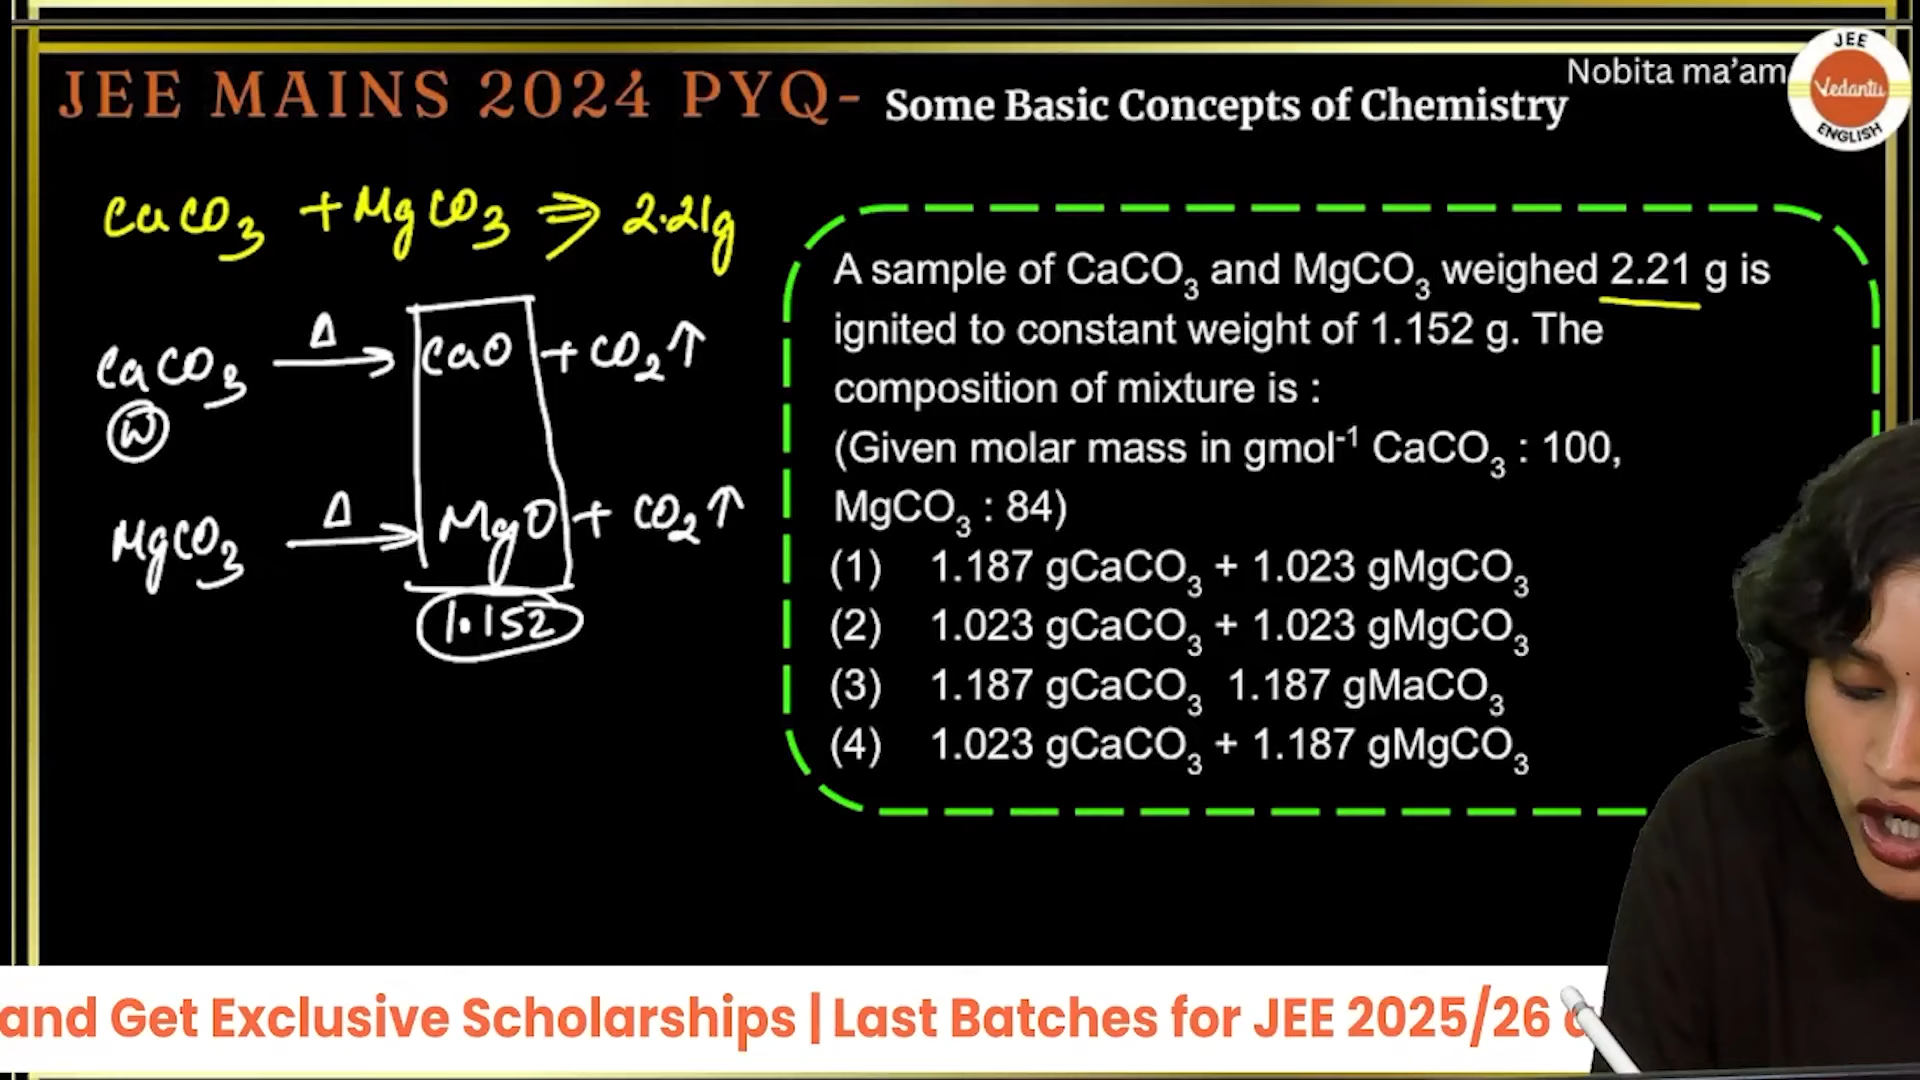 JEE MAINS 2024 PYQ- Some Basic Concepts of Chemistry
Nobita ma'am
JEE
Vedantu
ENGLISH
CaCO₃ + MgCO₃ ⇒ 2.21g
CaCO₃ —Δ→ CaO + CO₂↑
W
MgCO₃ —Δ→ MgO + CO₂↑
1.152
A sample of CaCO₃ and MgCO₃ weighed 2.21 g is
ignited to constant weight of 1.152 g. The
composition of mixture is :
(Given molar mass in gmol⁻¹ CaCO₃ : 100,
MgCO₃ : 84)
(1) 1.187 gCaCO₃ + 1.023 gMgCO₃
(2) 1.023 gCaCO₃ + 1.023 gMgCO₃
(3) 1.187 gCaCO₃ 1.187 gMaCO₃
(4) 1.023 gCaCO₃ + 1.187 gMgCO₃
and Get Exclusive Scholarships | Last Batches for JEE 2025/26